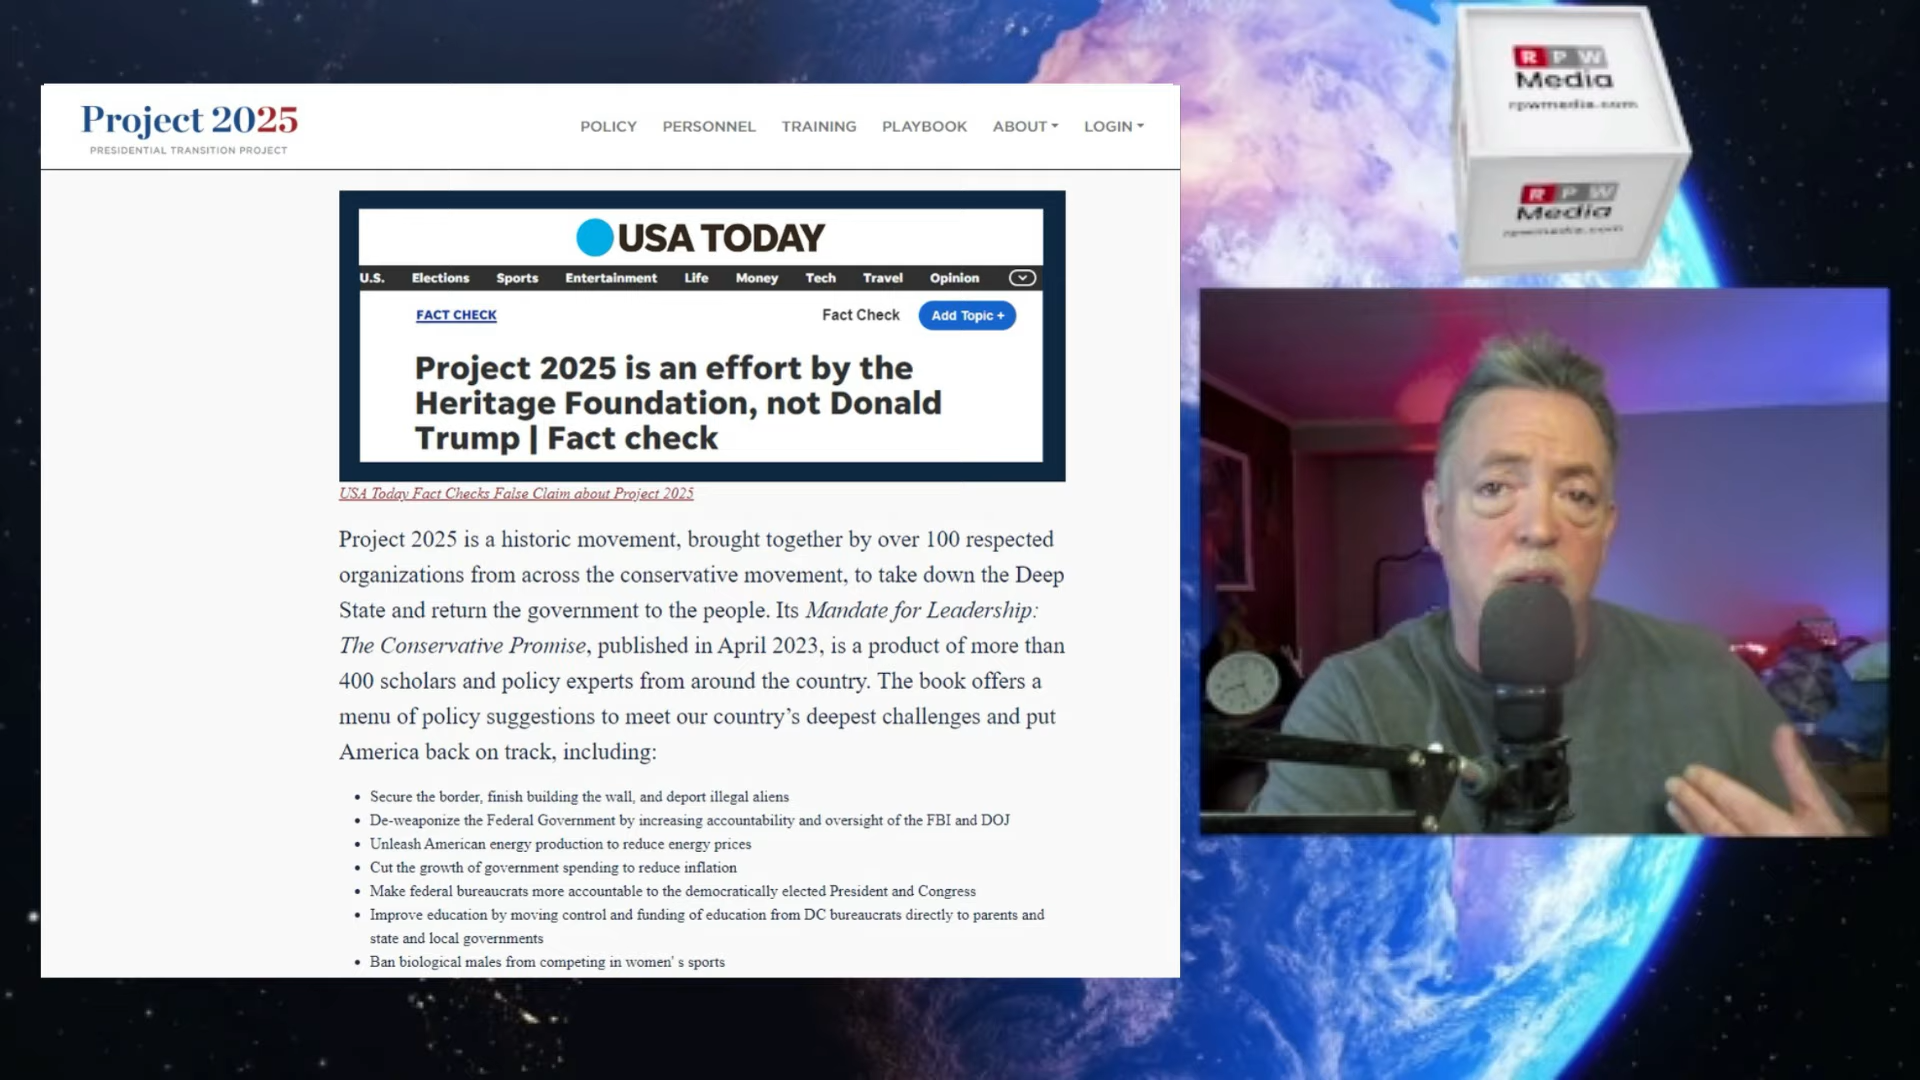 R P W
Media
rpwmedia.com
R P W
Media
rpwmedia.com
Project 2025
PRESIDENTIAL TRANSITION PROJECT
POLICY PERSONNEL TRAINING PLAYBOOK ABOUT LOGIN
USA TODAY
U.S. Elections Sports Entertainment Life Money Tech Travel Opinion
FACT CHECK Fact Check Add Topic +
Project 2025 is an effort by the
Heritage Foundation, not Donald
Trump | Fact check
USA Today Fact Checks False Claim about Project 2025
Project 2025 is a historic movement, brought together by over 100 respected
organizations from across the conservative movement, to take down the Deep
State and return the government to the people. Its Mandate for Leadership:
The Conservative Promise, published in April 2023, is a product of more than
400 scholars and policy experts from around the country. The book offers a
menu of policy suggestions to meet our country’s deepest challenges and put
America back on track, including:
• Secure the border, finish building the wall, and deport illegal aliens
• De-weaponize the Federal Government by increasing accountability and oversight of the FBI and DOJ
• Unleash American energy production to reduce energy prices
• Cut the growth of government spending to reduce inflation
• Make federal bureaucrats more accountable to the democratically elected President and Congress
• Improve education by moving control and funding of education from DC bureaucrats directly to parents and
state and local governments
• Ban biological males from competing in women' s sports